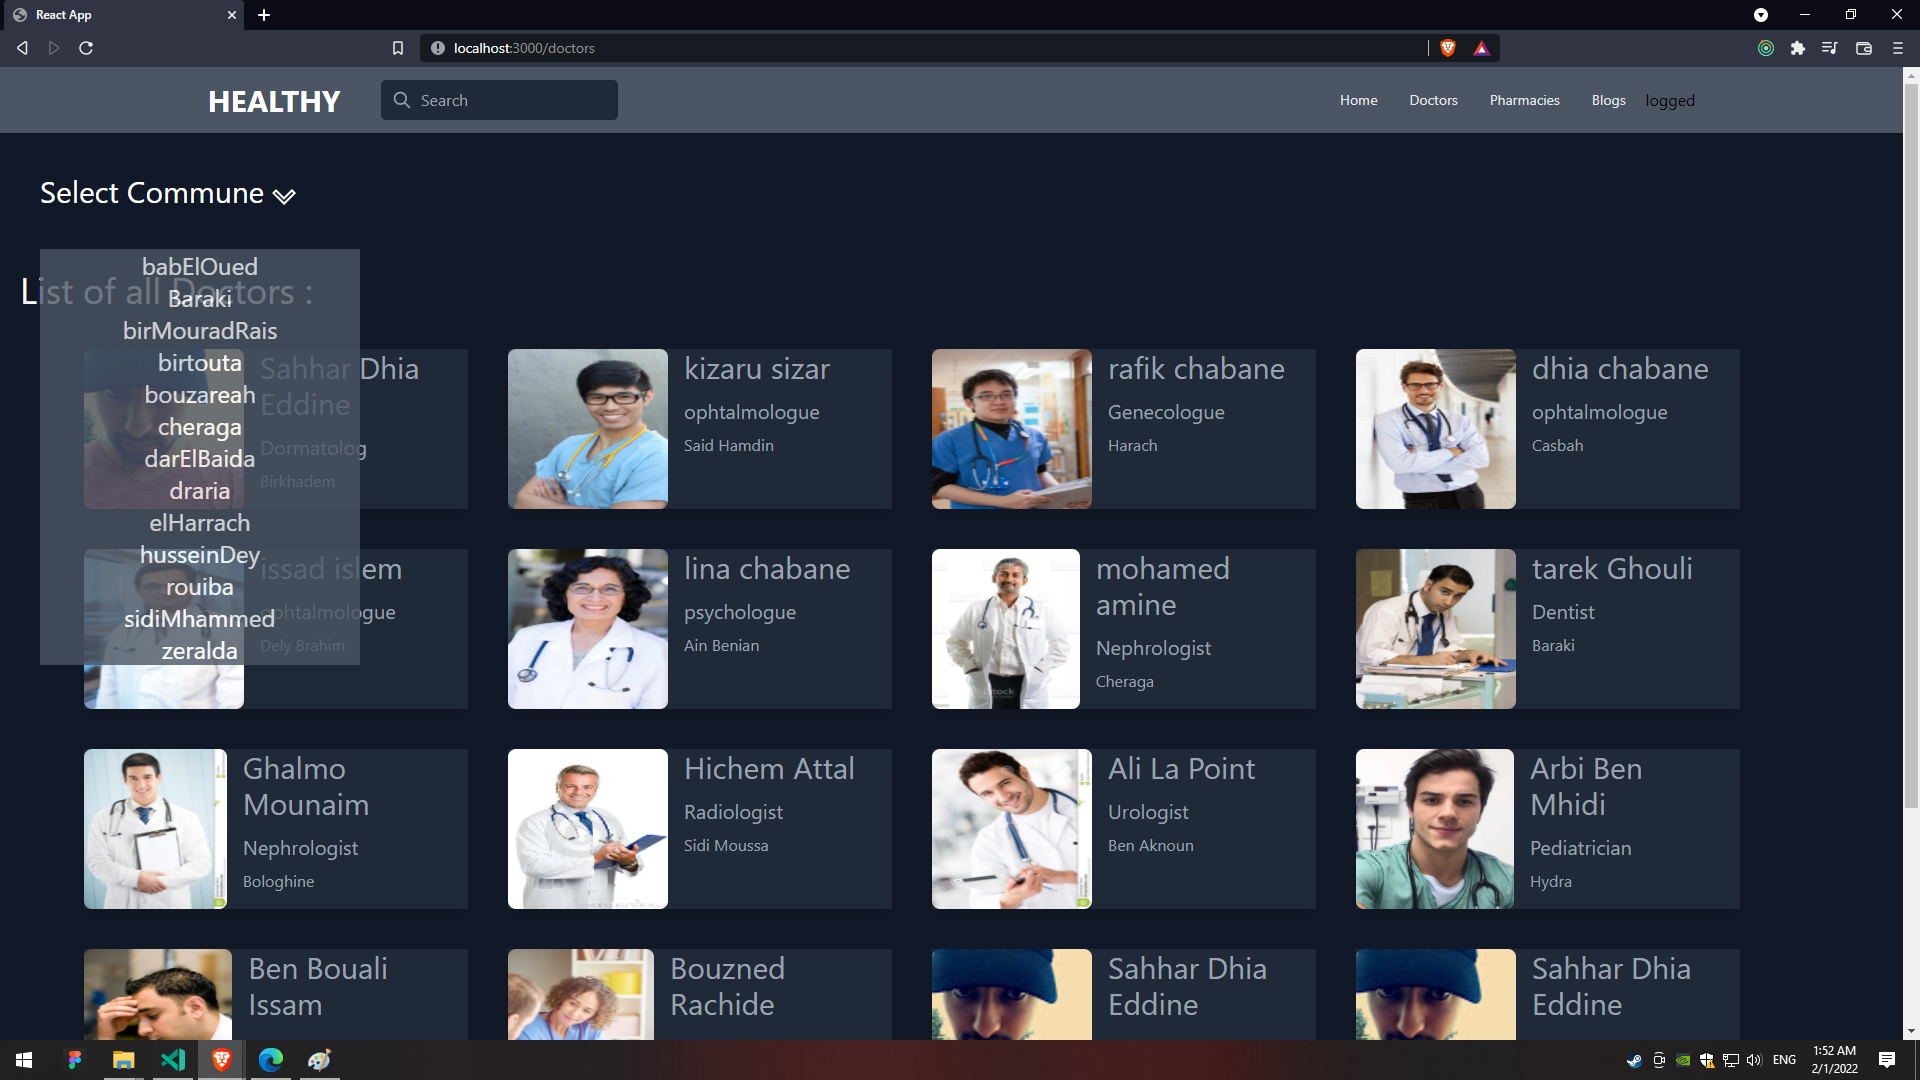 React App
localhost:3000/doctors
HEALTHY
Search
Home
Doctors
Pharmacies
Blogs
logged
Select Commune
babElOued
Baraki
birMouradRais
birtouta
bouzareah
cheraga
darElBaida
draria
elHarrach
husseinDey
rouiba
sidiMhammed
zeralda
List of all Doctors :
Sahhar Dhia
Eddine
Dormatolog
Birkhadem
kizaru sizar
ophtalmologue
Said Hamdin
rafik chabane
Genecologue
Harach
dhia chabane
ophtalmologue
Casbah
issad islem
ophtalmologue
Dely Brahim
lina chabane
psychologue
Ain Benian
mohamed
amine
Nephrologist
Cheraga
tarek Ghouli
Dentist
Baraki
Ghalmo
Mounaim
Nephrologist
Bologhine
Hichem Attal
Radiologist
Sidi Moussa
Ali La Point
Urologist
Ben Aknoun
Arbi Ben
Mhidi
Pediatrician
Hydra
Ben Bouali
Issam
Bouzned
Rachide
Sahhar Dhia
Eddine
Sahhar Dhia
Eddine
ENG
1:52 AM
2/1/2022